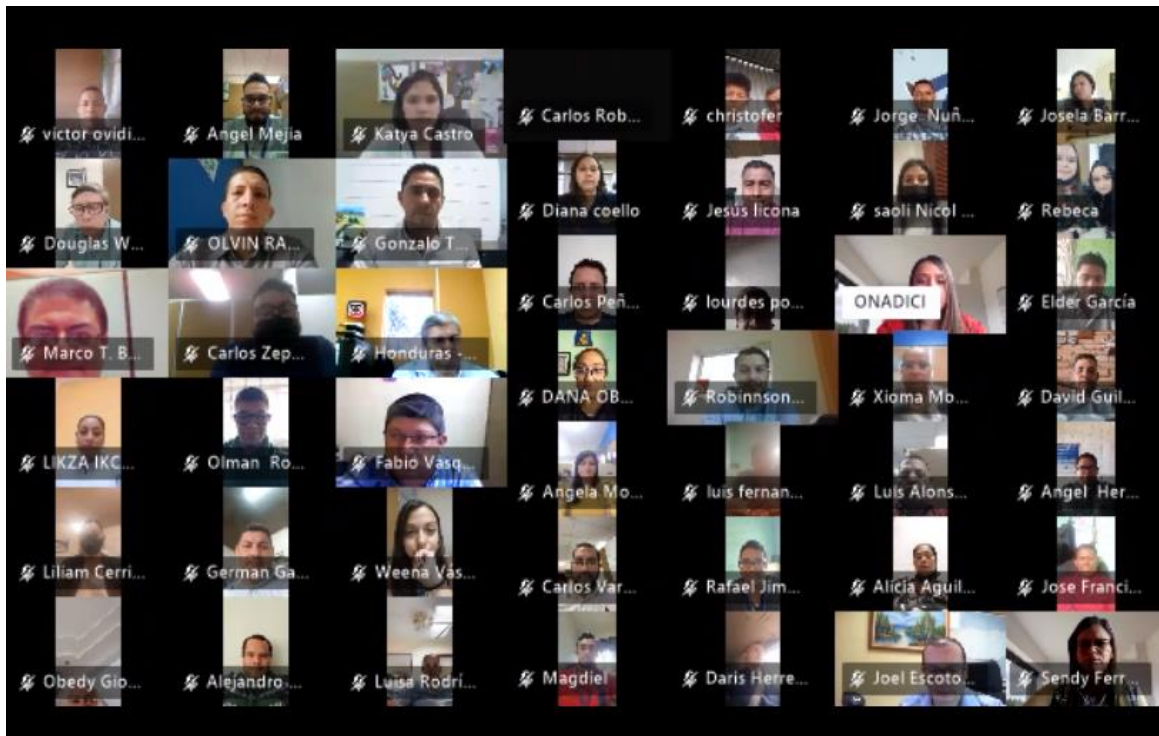 victor ovidi...
Angel Mejia
Katya Castro
Carlos Rob...
christofer
Jorge Nuñ...
Josela Barr...
Douglas W...
OLVIN RA...
Gonzalo T...
Diana coello
Jesus licona
saoli Nicol ...
Rebeca
Marco T. B...
Carlos Zep...
Honduras -...
Carlos Peñ...
lourdes po...
ONADICI
Elder García
LIKZA IKC...
Olman Ro...
Fabio Vasq...
DANA OB...
Robinnson...
Xioma Mo...
David Guil...
Angela Mo...
luis fernan...
Luis Alons...
Angel Her...
Liliam Cerri...
German Ga...
Weena Vás...
Carlos Var...
Rafael Jim...
Alicia Aguil...
Jose Franci...
Obedy Gio...
Alejandro ...
Luisa Rodrí...
Magdiel
Daris Herre...
Joel Escoto...
Sendy Ferr...